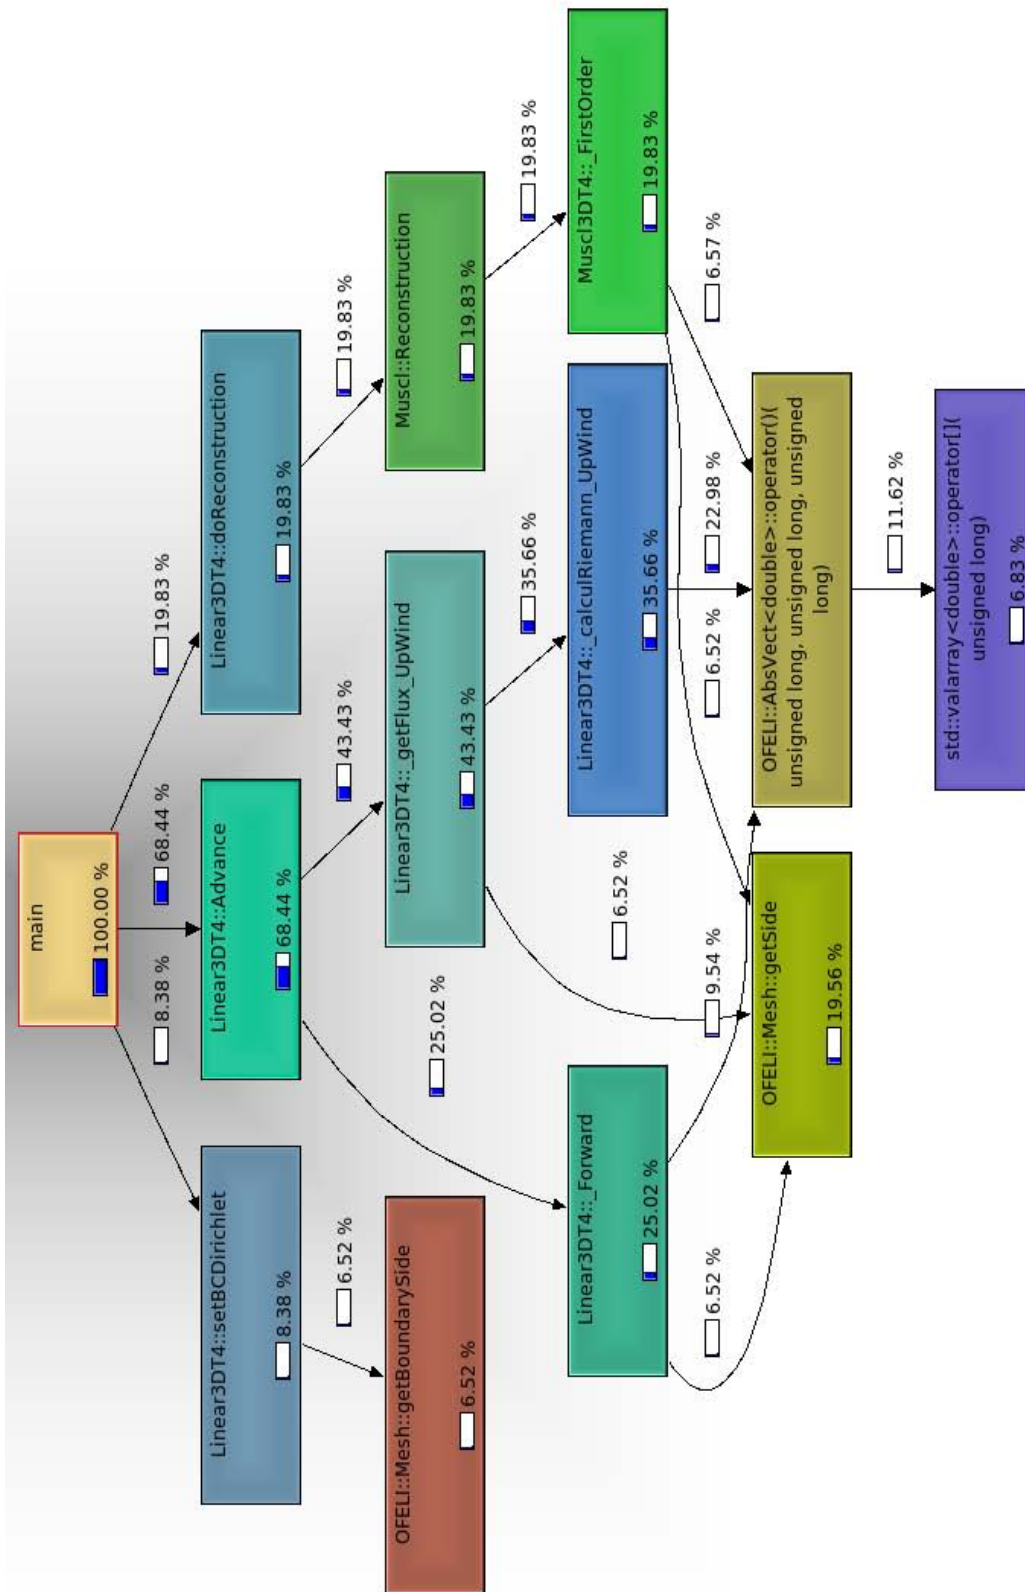 main
100.00 %
8.38 %
68.44 %
19.83 %
Linear3DT4::setBCDirichlet
8.38 %
Linear3DT4::Advance
68.44 %
Linear3DT4::doReconstruction
19.83 %
6.52 %
25.02 %
43.43 %
19.83 %
OFELI::Mesh::getBoundarySide
6.52 %
Linear3DT4::_getFlux_UpWind
43.43 %
Muscl::Reconstruction
19.83 %
6.52 %
35.66 %
19.83 %
Linear3DT4::_Forward
25.02 %
Linear3DT4::_calculRiemann_UpWind
35.66 %
Muscl3DT4::_FirstOrder
19.83 %
6.52 %
9.54 %
6.52 %
22.98 %
6.57 %
OFELI::Mesh::getSide
19.56 %
OFELI::AbsVect<double>::operator()(
unsigned long, unsigned long, unsigned
long)
11.62 %
std::valarray<double>::operator[](
unsigned long)
6.83 %